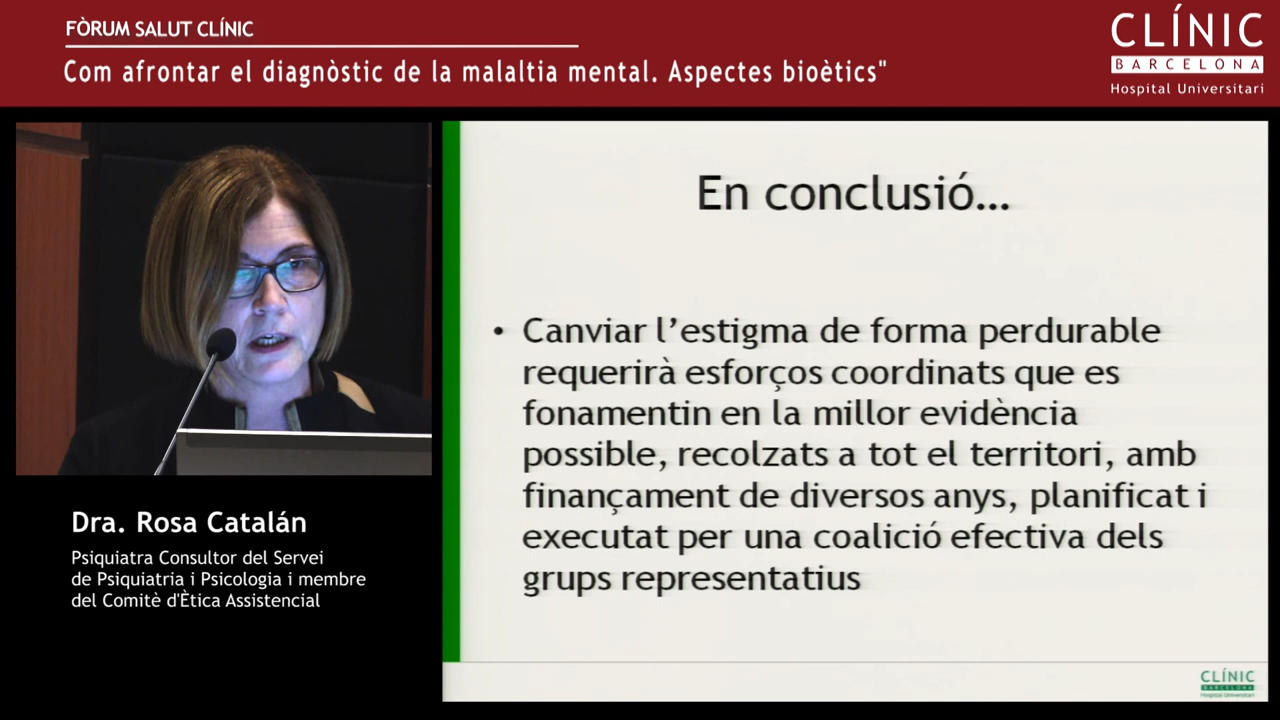 FÒRUM SALUT CLÍNIC
Com afrontar el diagnòstic de la malaltia mental. Aspectes bioètics"
CLÍNIC
BARCELONA
Hospital Universitari
En conclusió...
• Canviar l’estigma de forma perdurable
requerirà esforços coordinats que es
fonamentin en la millor evidència
possible, recolzats a tot el territori, amb
finançament de diversos anys, planificat i
executat per una coalició efectiva dels
grups representatius
Dra. Rosa Catalán
Psiquiatra Consultor del Servei
de Psiquiatria i Psicologia i membre
del Comitè d'Ètica Assistencial
CLÍNIC
BARCELONA
Hospital Universitari